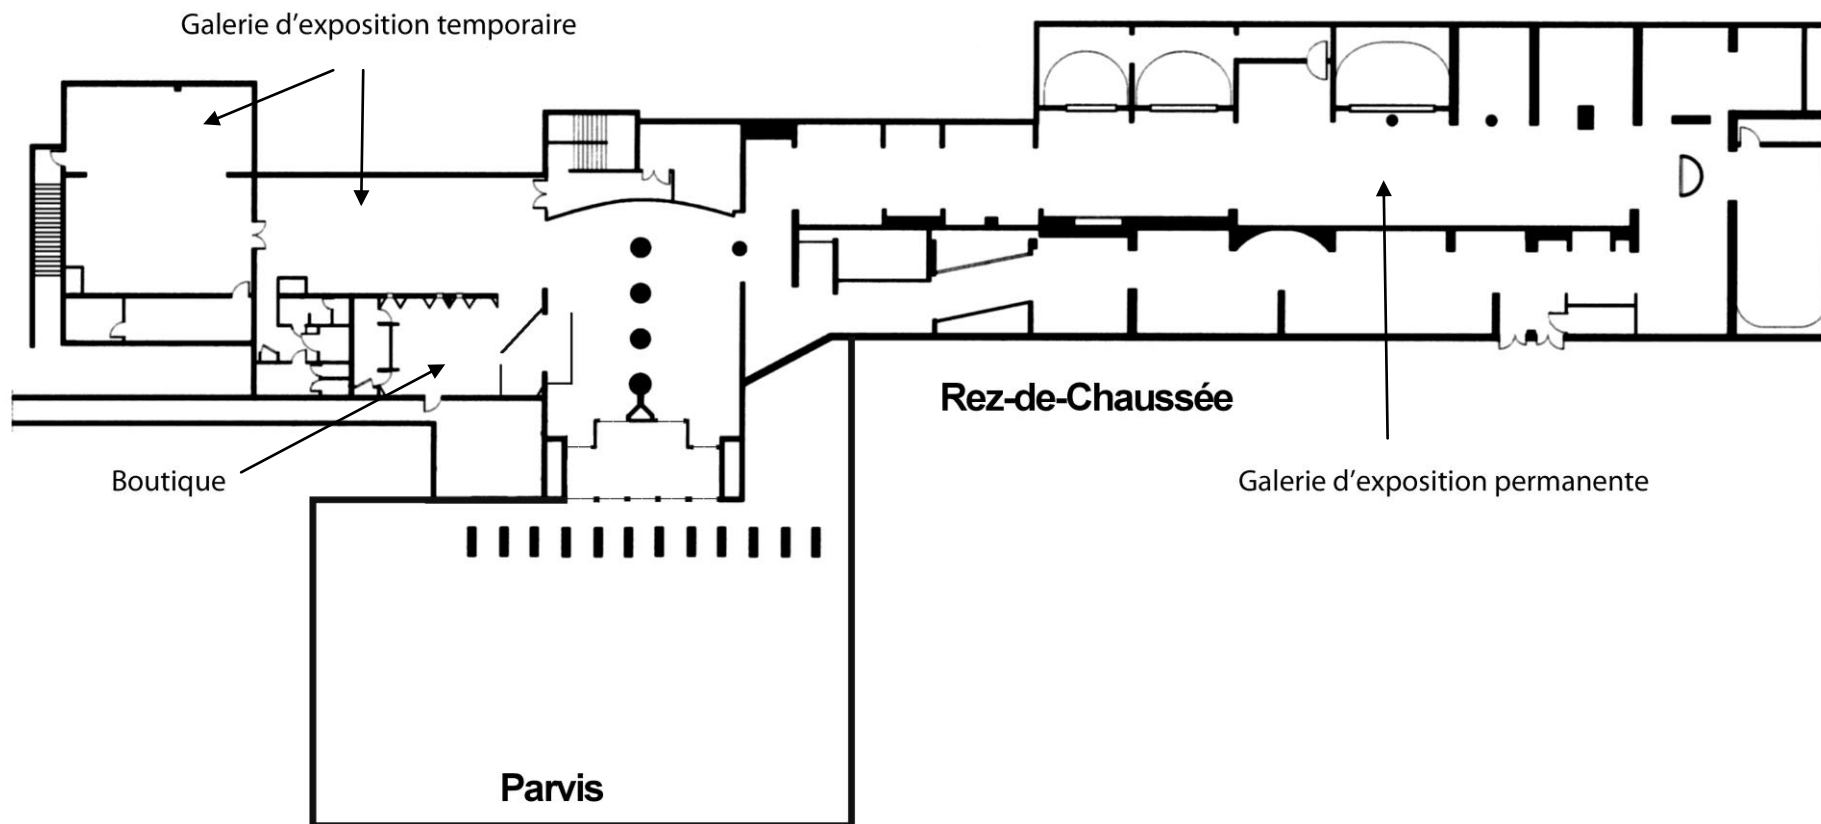 Galerie d’exposition temporaire
Rez-de-Chaussée
Boutique
Galerie d’exposition permanente
Parvis